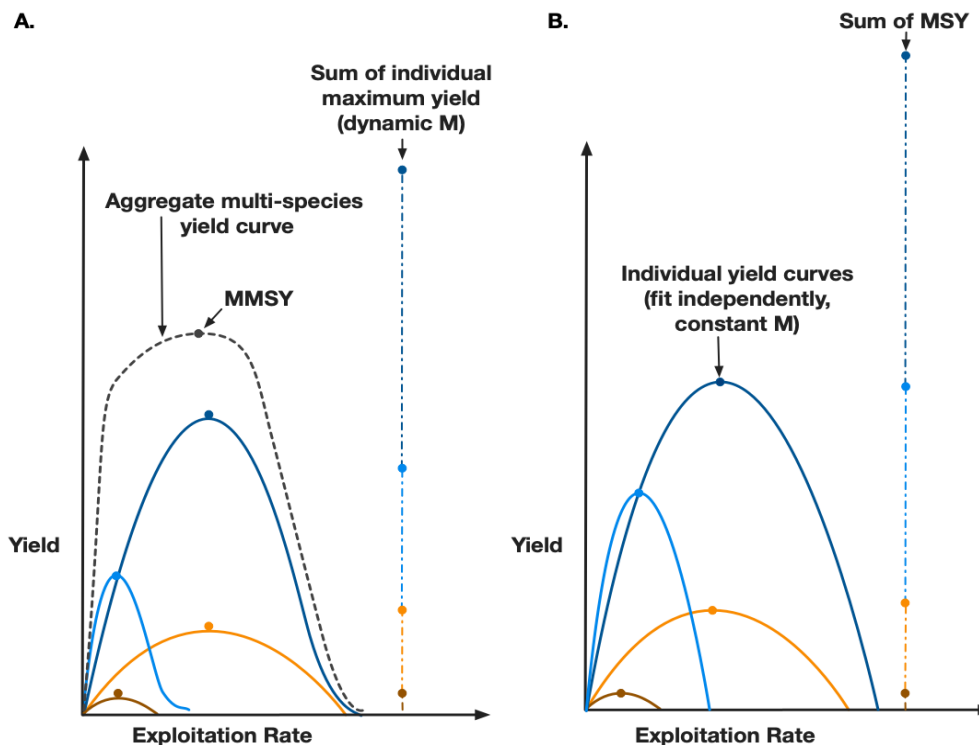 A.
Sum of individual
maximum yield
(dynamic M)
Aggregate multi-species
yield curve
MMSY
Yield
Exploitation Rate
B.
Sum of MSY
Individual yield curves
(fit independently,
constant M)
Yield
Exploitation Rate